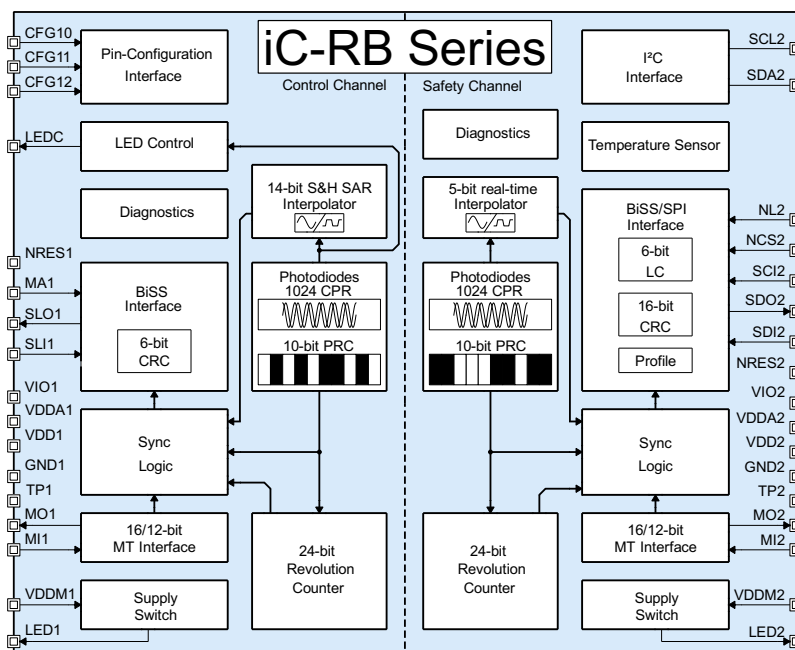 iC-RB Series
Control Channel
Safety Channel
CFG10
CFG11
CFG12
LEDC
NRES1
MA1
SLO1
SLI1
VIO1
VDDA1
VDD1
GND1
TP1
MO1
MI1
VDDM1
LED1
Pin-Configuration
Interface
LED Control
Diagnostics
BiSS
Interface
6-bit
CRC
Sync
Logic
16/12-bit
MT Interface
Supply
Switch
14-bit S&H SAR
Interpolator
Photodiodes
1024 CPR
10-bit PRC
24-bit
Revolution
Counter
Diagnostics
5-bit real-time
Interpolator
Photodiodes
1024 CPR
10-bit PRC
24-bit
Revolution
Counter
I²C
Interface
Temperature Sensor
BiSS/SPI
Interface
6-bit
LC
16-bit
CRC
Profile
Sync
Logic
16/12-bit
MT Interface
Supply
Switch
SCL2
SDA2
NL2
NCS2
SCI2
SDO2
SDI2
NRES2
VIO2
VDDA2
VDD2
GND2
TP2
MO2
MI2
VDDM2
LED2